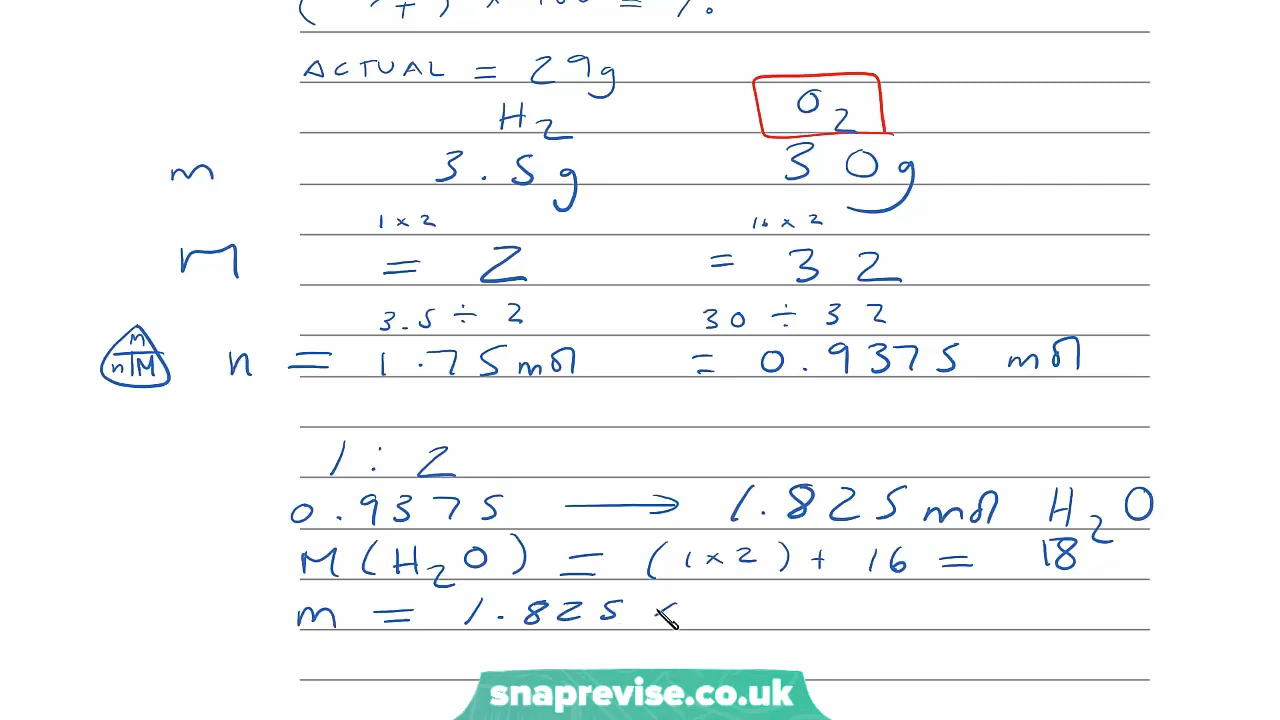 × 100 = %.
ACTUAL = 29g
H2 O2
m 3.5g 30g
1 × 2 16 × 2
M = 2 = 32
3.5 ÷ 2 30 ÷ 32
m n M n = 1.75 mol = 0.9375 mol
1 : 2
0.9375 → 1.825 mol H2O
M(H2O) = (1 × 2) + 16 = 18
m = 1.825
snaprevise.co.uk